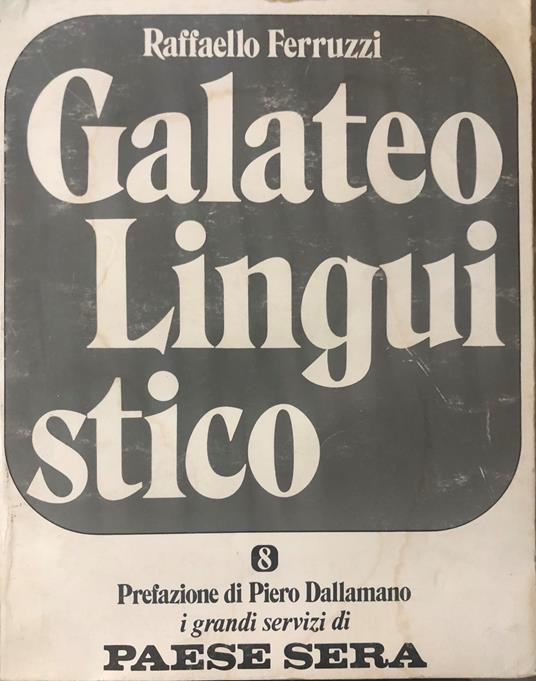 Raffaello Ferruzzi
Galateo
Lingui
stico
8
Prefazione di Piero Dallamano
i grandi servizi di
PAESE SERA